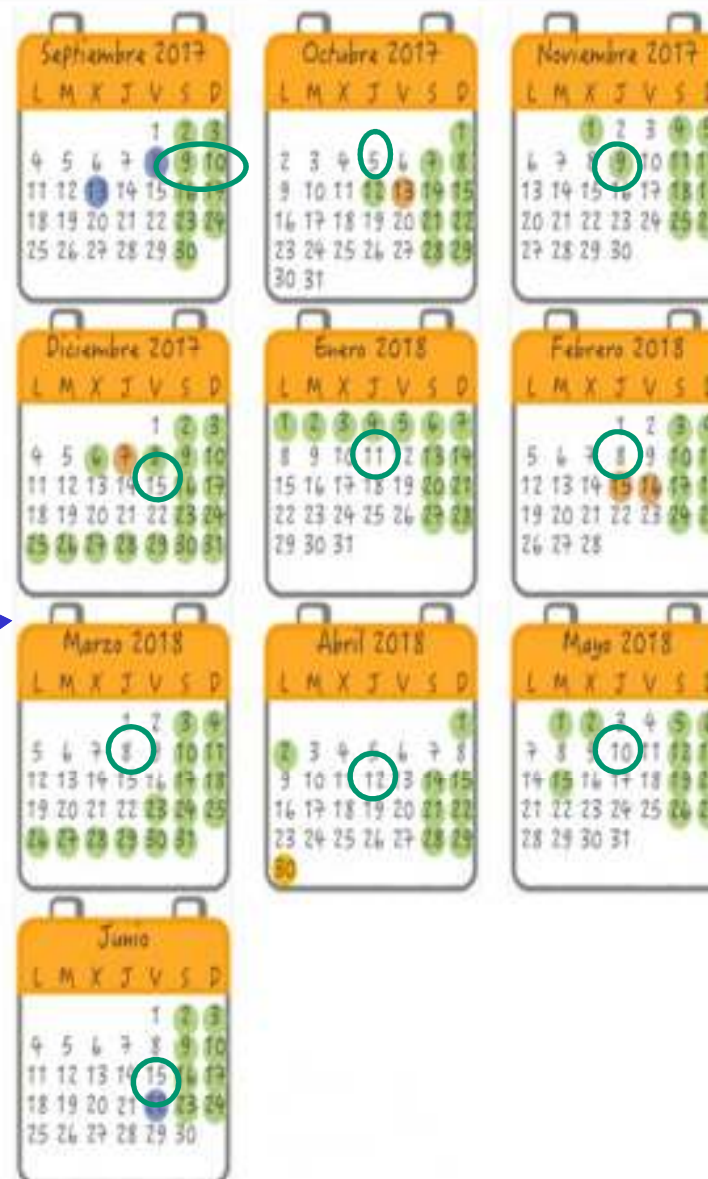 Septiembre 2017
L M X J V S D
1 2 3
4 5 6 7 9 10
11 12 13 14 15 16 17
18 19 20 21 22 23 24
25 26 27 28 29 30
Octubre 2017
L M X J V S D
1
2 3 4 5 6 7 8
9 10 11 12 13 14 15
16 17 18 19 20 21 22
23 24 25 26 27 28 29
30 31
Noviembre 2017
L M X J V S
1 2 3 4
6 7 8 9 10 11
13 14 15 16 17 18
20 21 22 23 24 25
27 28 29 30
Diciembre 2017
L M X J V S D
1 2 3
4 5 6 7 8 9 10
11 12 13 14 15 16 17
18 19 20 21 22 23 24
25 26 27 28 29 30 31
Enero 2018
L M X J V S D
1 2 3 4 5 6 7
8 9 10 11 12 13 14
15 16 17 18 19 20 21
22 23 24 25 26 27 28
29 30 31
Febrero 2018
L M X J V S
1 2 3
5 6 7 8 9 10
12 13 14 15 16 17
19 20 21 22 23 24
26 27 28
Marzo 2018
L M X J V S D
1 2 3 4
5 6 7 8 9 10 11
12 13 14 15 16 17 18
19 20 21 22 23 24 25
26 27 28 29 30 31
Abril 2018
L M X J V S D
1
2 3 4 5 6 7 8
9 10 11 12 13 14 15
16 17 18 19 20 21 22
23 24 25 26 27 28 29
30
Mayo 2018
L M X J V S
1 2 3 4 5
7 8 9 10 11 12
14 15 16 17 18 19
21 22 23 24 25 26
28 29 30 31
Junio
L M X J V S D
1 2 3
4 5 6 7 8 9 10
11 12 13 14 15 16 17
18 19 20 21 23 24
25 26 27 28 29 30